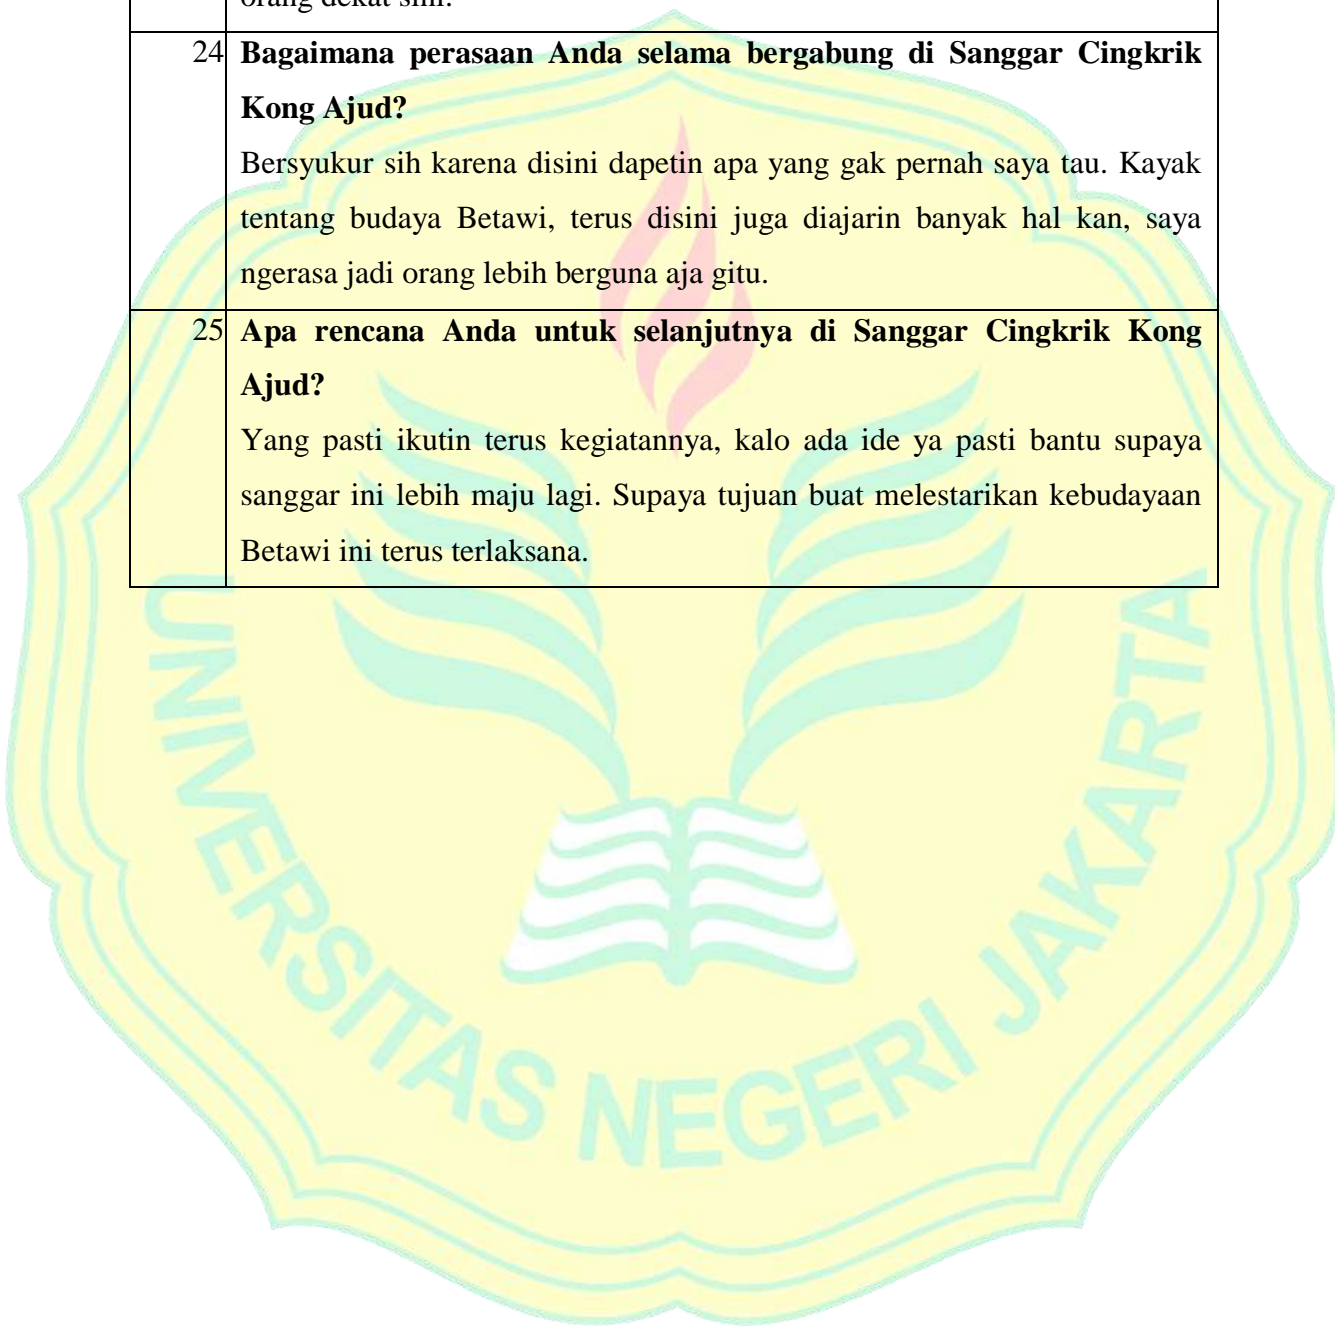 orang dekat sini.
24 Bagaimana perasaan Anda selama bergabung di Sanggar Cingkrik
Kong Ajud?
Bersyukur sih karena disini dapetin apa yang gak pernah saya tau. Kayak
tentang budaya Betawi, terus disini juga diajarin banyak hal kan, saya
ngerasa jadi orang lebih berguna aja gitu.
25 Apa rencana Anda untuk selanjutnya di Sanggar Cingkrik Kong
Ajud?
Yang pasti ikutin terus kegiatannya, kalo ada ide ya pasti bantu supaya
sanggar ini lebih maju lagi. Supaya tujuan buat melestarikan kebudayaan
Betawi ini terus terlaksana.
UNIVERSITAS NEGERI JAKARTA